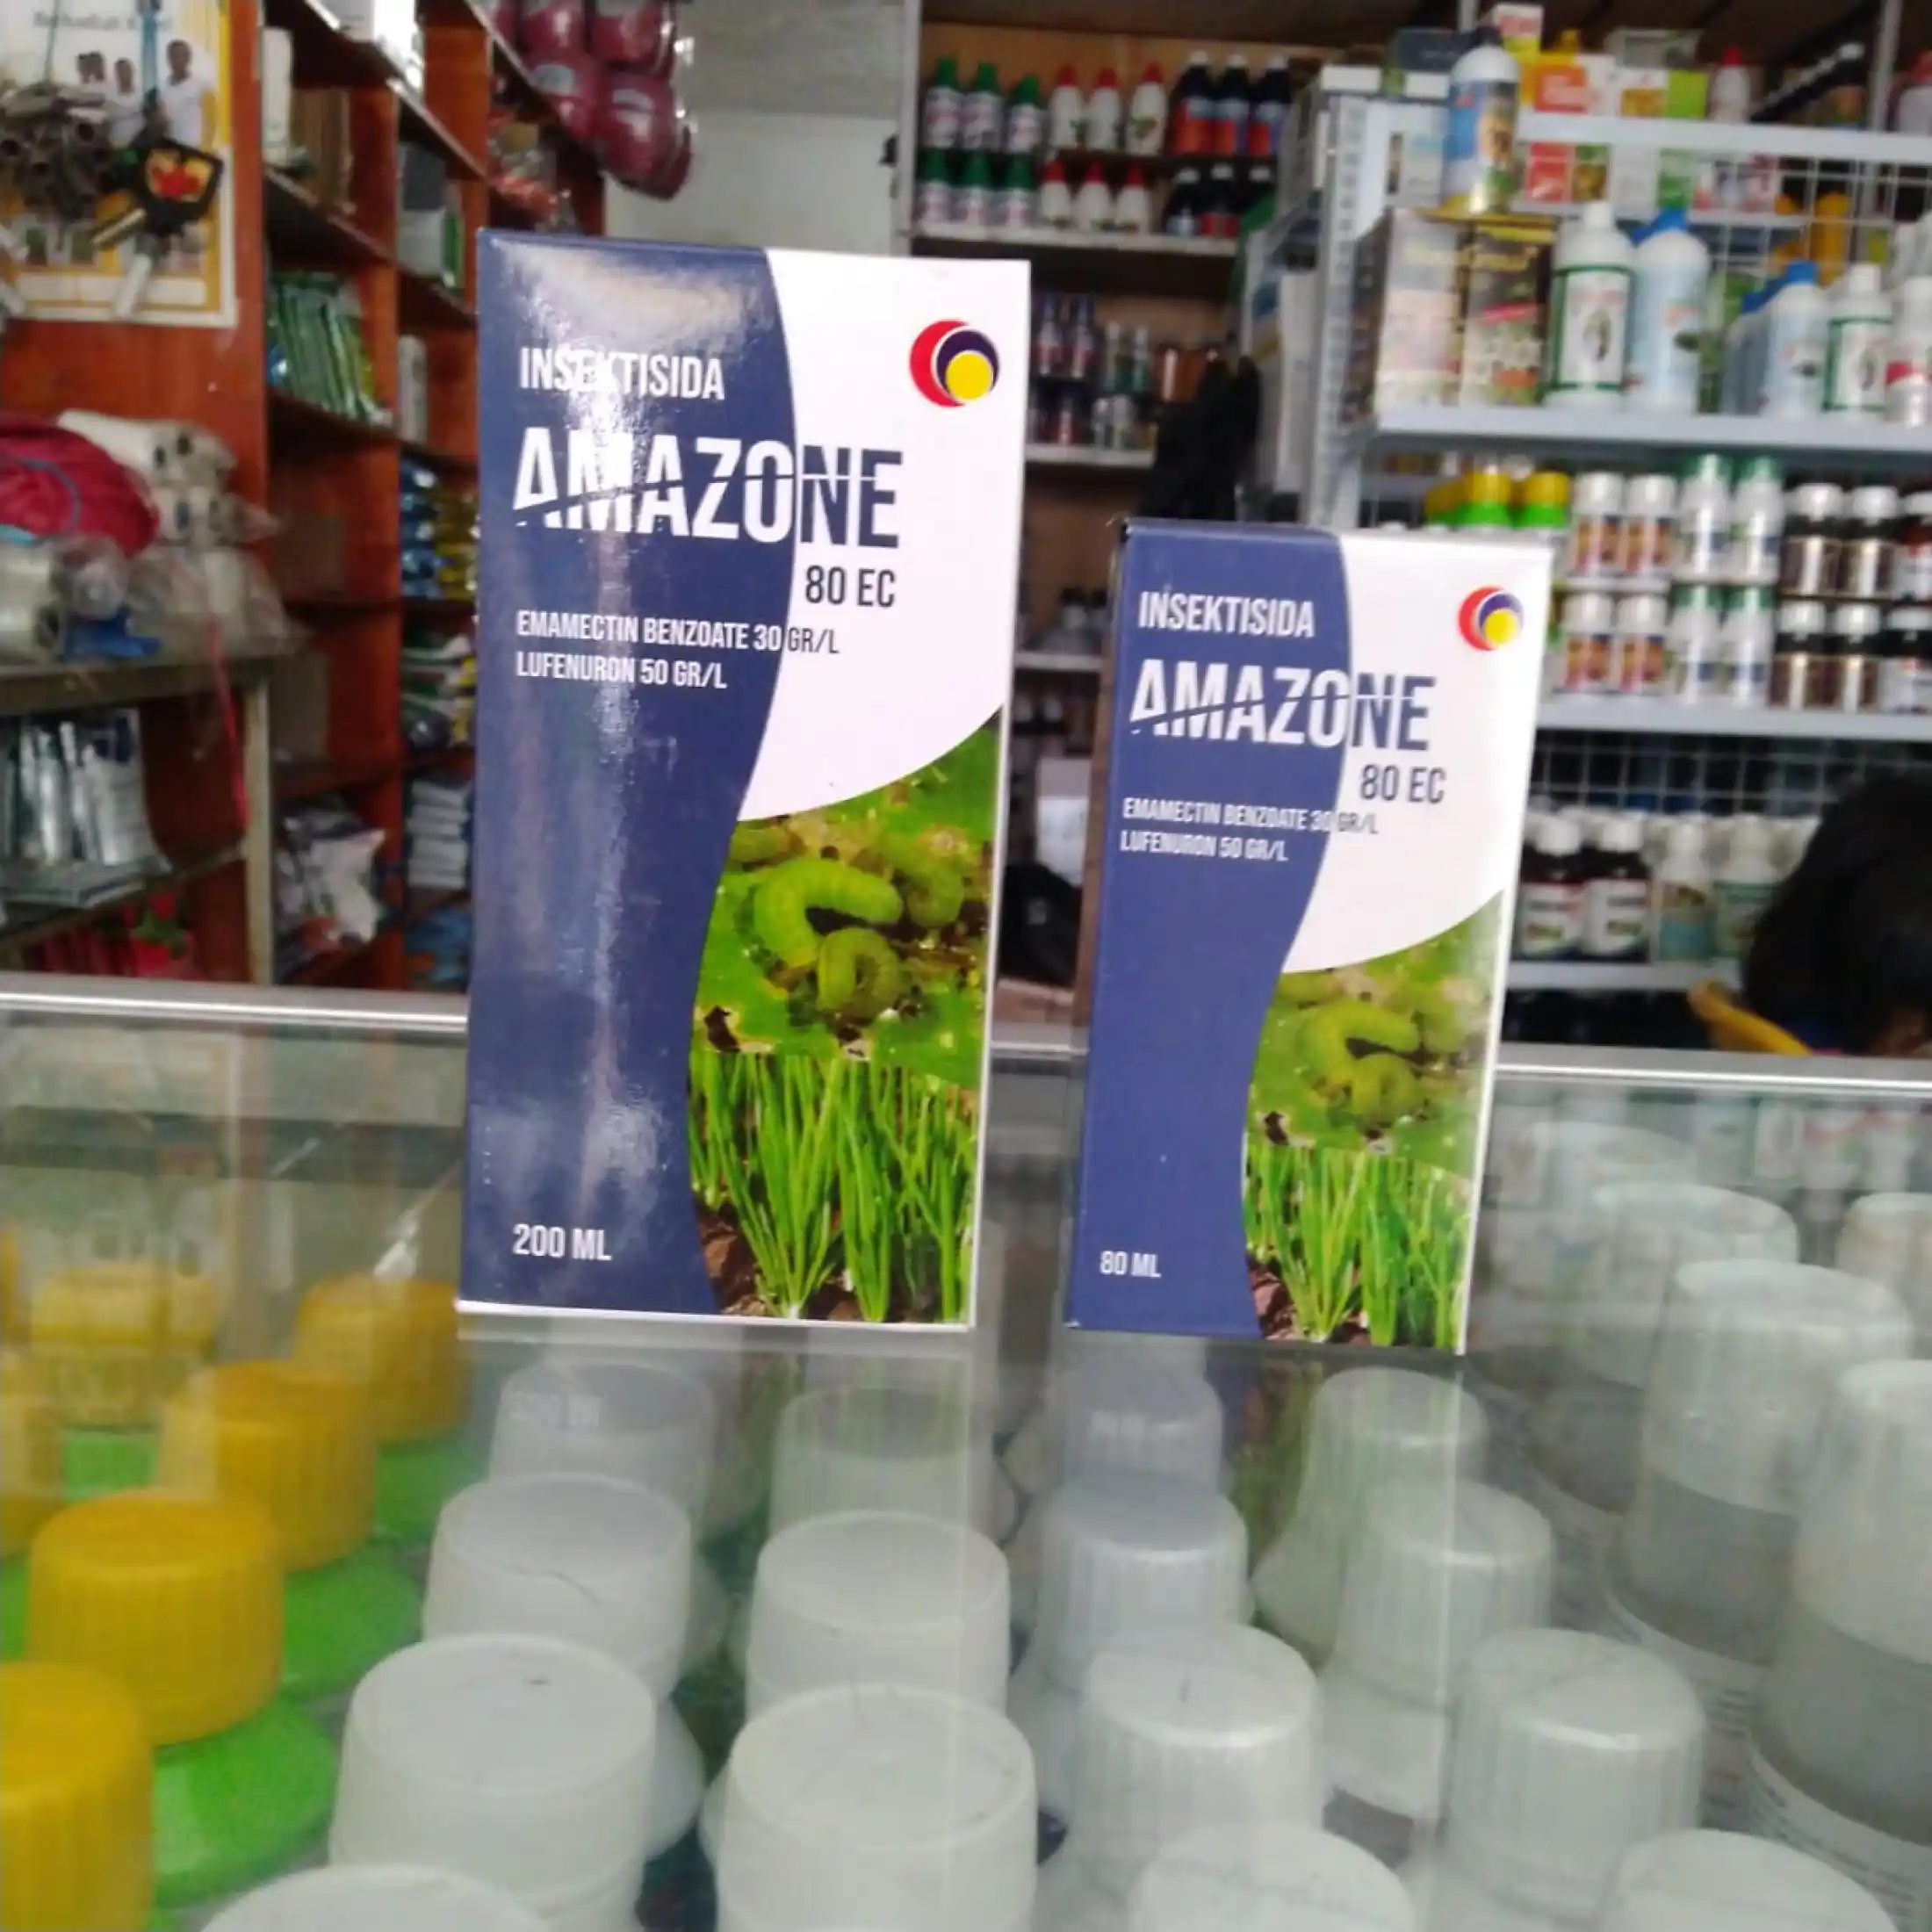 INSEKTISIDA
AMAZONE
80 EC
EMAMECTIN BENZOATE 30 GR/L
LUFENURON 50 GR/L
200 ML
INSEKTISIDA
AMAZONE
80 EC
EMAMECTIN BENZOATE 30 GR/L
LUFENURON 50 GR/L
80 ML